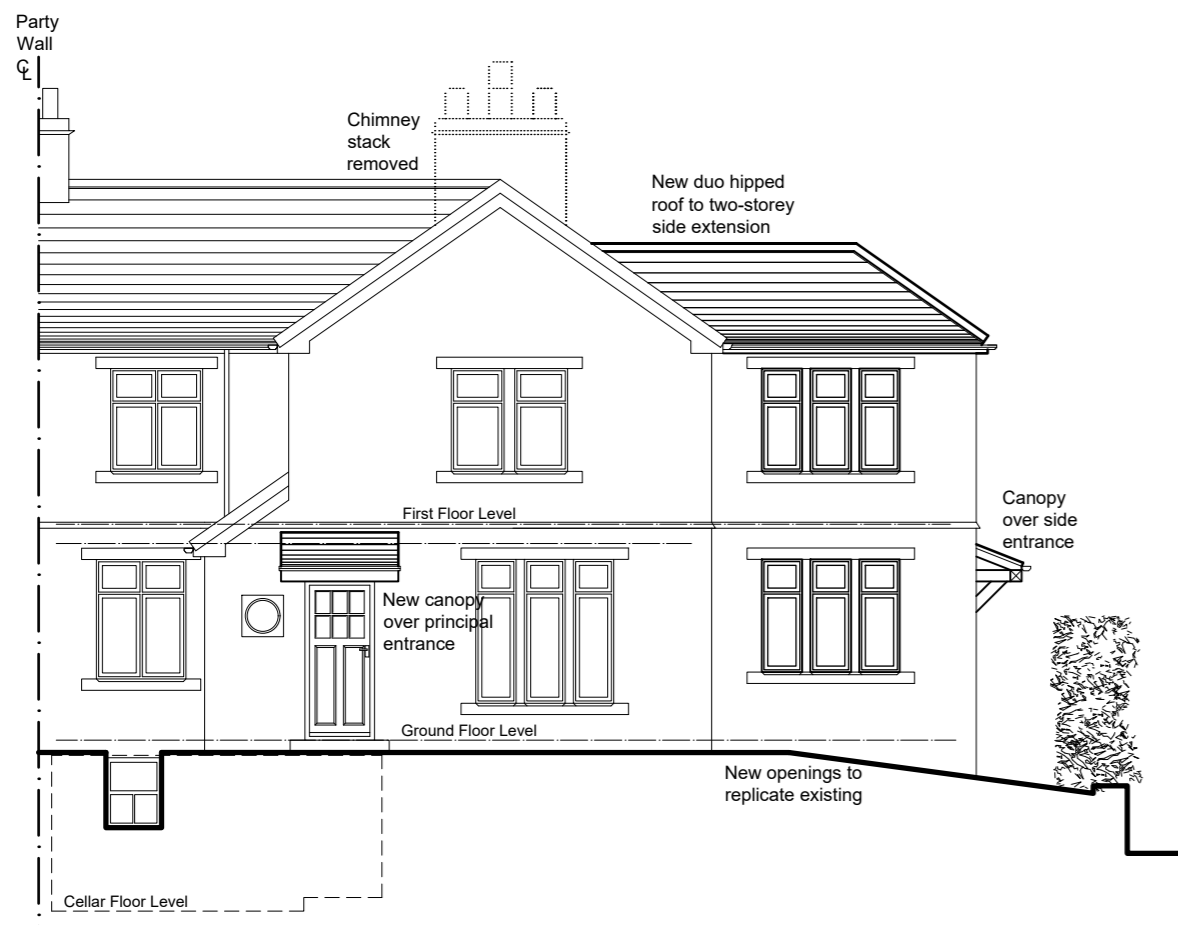 Party
Wall
℄
Chimney
stack
removed
New duo hipped
roof to two-storey
side extension
First Floor Level
Canopy
over side
entrance
New canopy
over principal
entrance
Ground Floor Level
New openings to
replicate existing
Cellar Floor Level